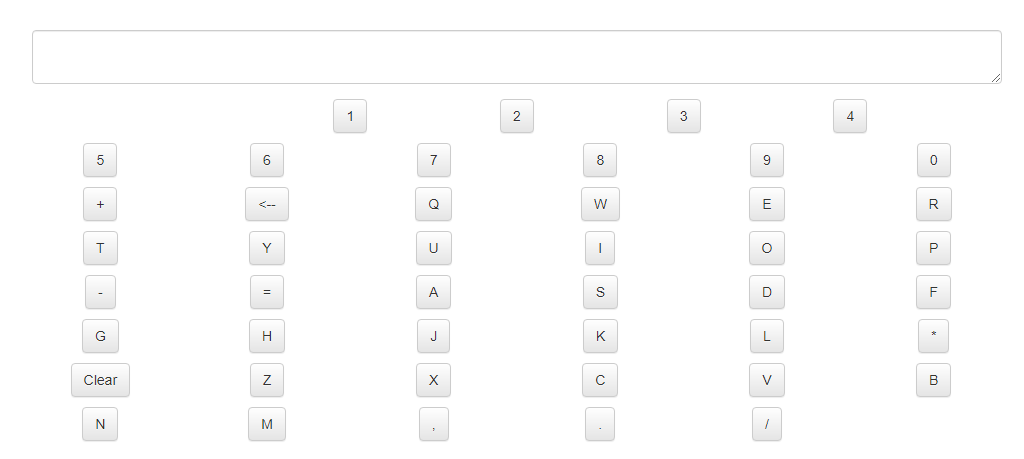 1 2 3 4
5 6 7 8 9 0
+ <-- Q W E R
T Y U I O P
- = A S D F
G H J K L *
Clear Z X C V B
N M , . /